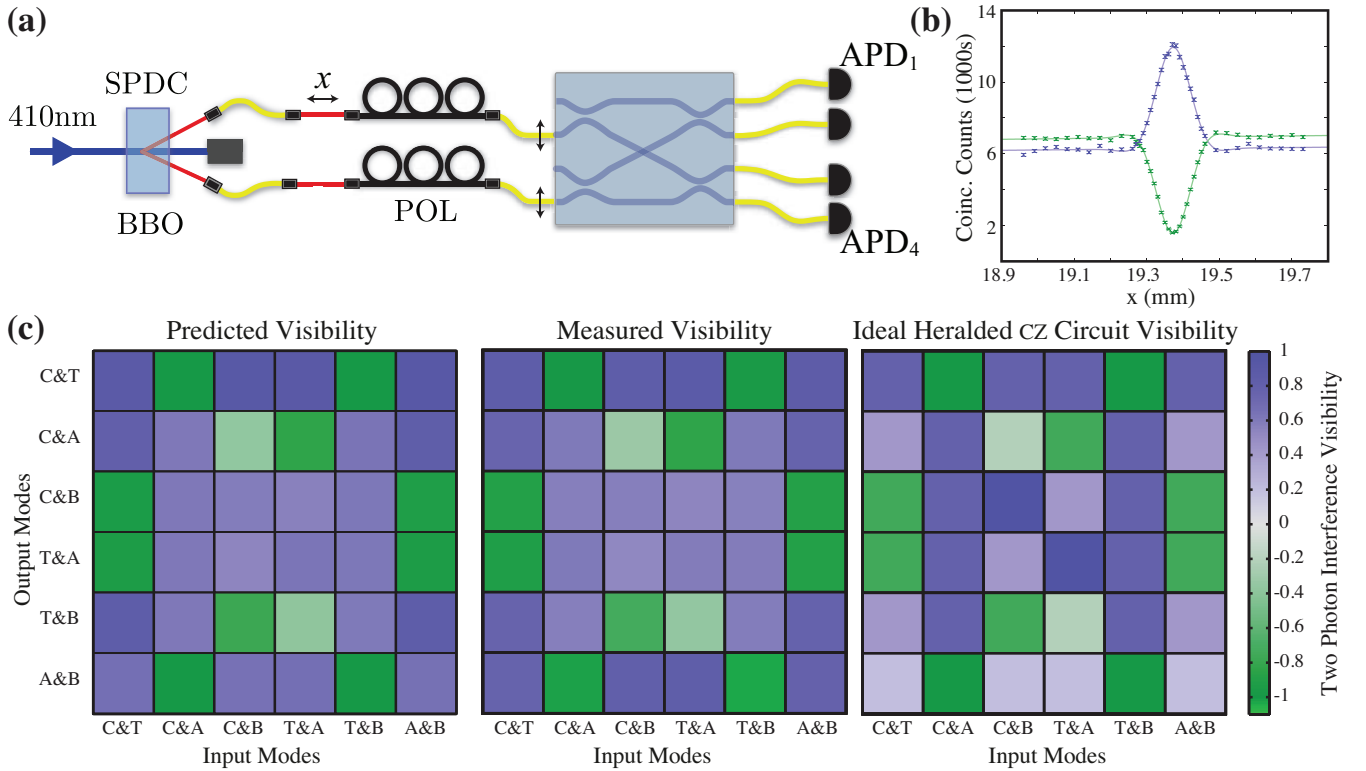 (a)
SPDC
410nm
BBO
x
POL
APD1
APD4
(b)
Coinc. Counts (1000s)
14
10
6
2
18.9 19.1 19.3 19.5 19.7
x (mm)
(c)
Predicted Visibility
Measured Visibility
Ideal Heralded CZ Circuit Visibility
Output Modes
C&T
C&A
C&B
T&A
T&B
A&B
C&T C&A C&B T&A T&B A&B
Input Modes
C&T C&A C&B T&A T&B A&B
Input Modes
C&T C&A C&B T&A T&B A&B
Input Modes
1
0.8
0.6
0.4
0.2
0
-0.2
-0.4
-0.6
-0.8
-1
Two Photon Interference Visibility